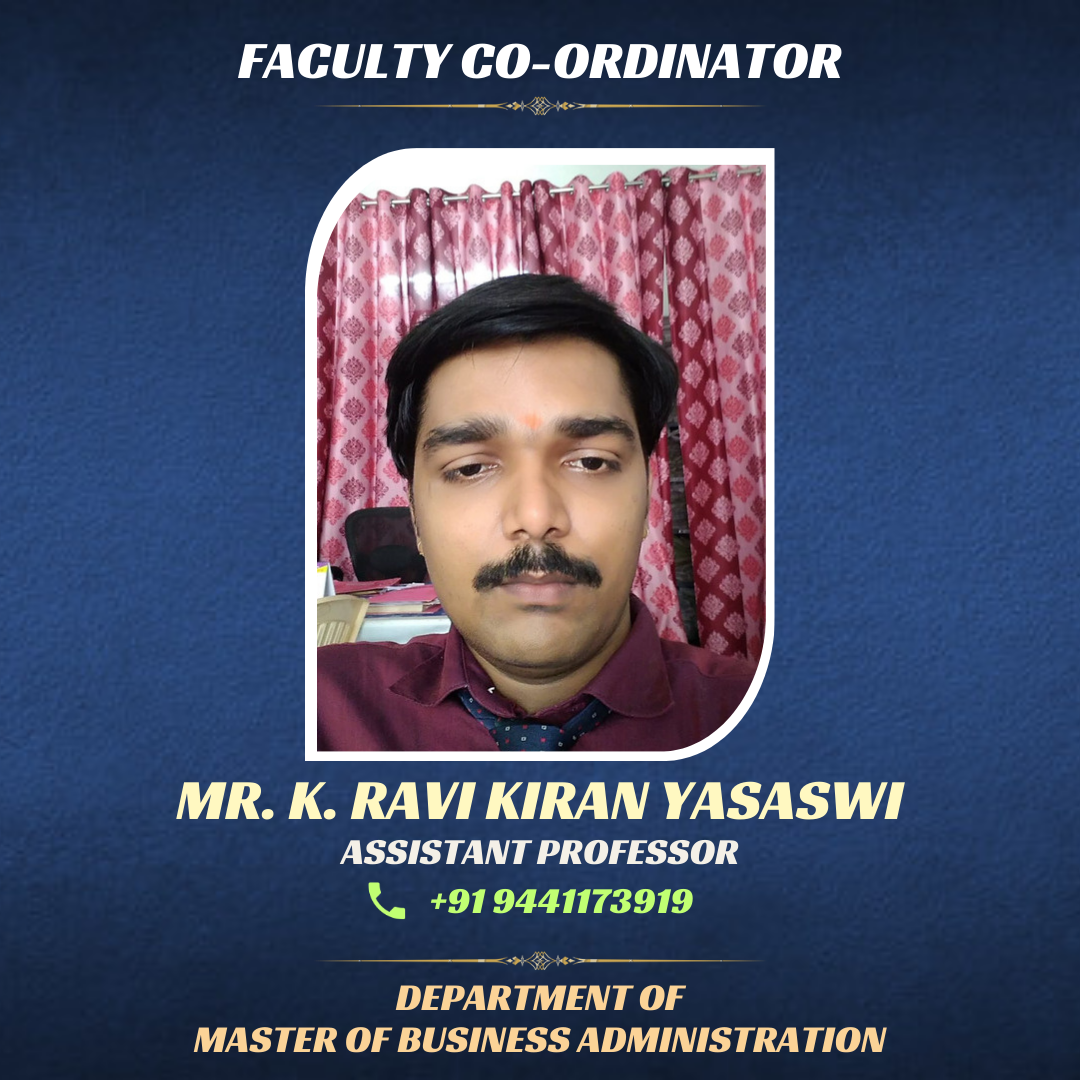 FACULTY CO-ORDINATOR
MR. K. RAVI KIRAN YASASWI
ASSISTANT PROFESSOR
+91 9441173919
DEPARTMENT OF
MASTER OF BUSINESS ADMINISTRATION